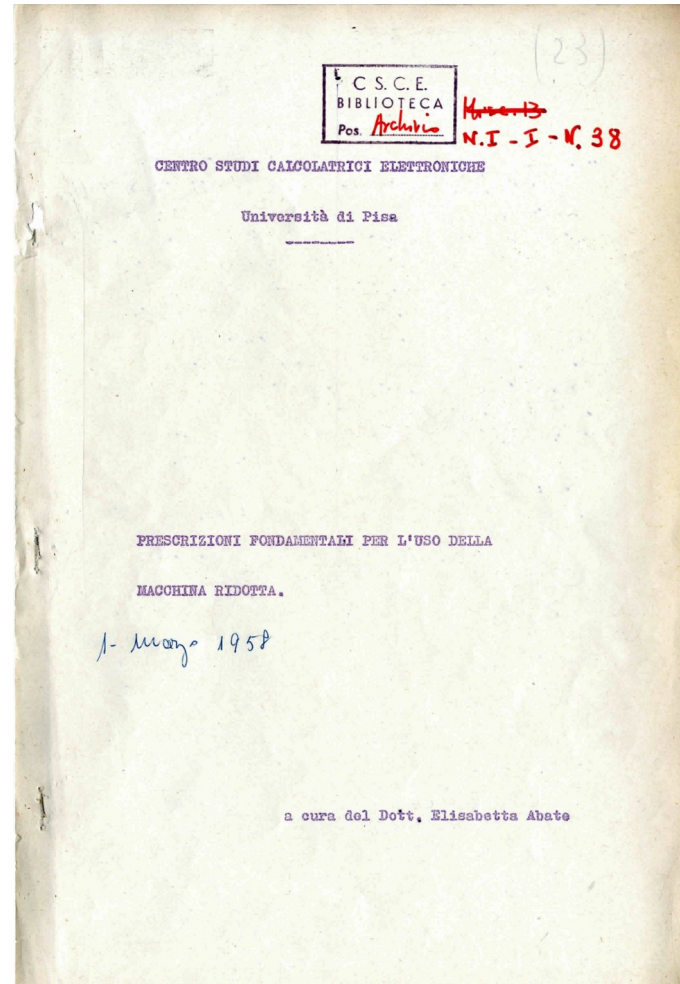 (23)
C S. C. E.
BIBLIOTECA
Pos. Archivio
N.I - I - N. 38
CENTRO STUDI CALCOLATRICI ELETTRONICHE
Università di Pisa
PRESCRIZIONI FONDAMENTALI PER L'USO DELLA
MACCHINA RIDOTTA.
1- Marzo 1958
a cura del Dott. Elisabetta Abate